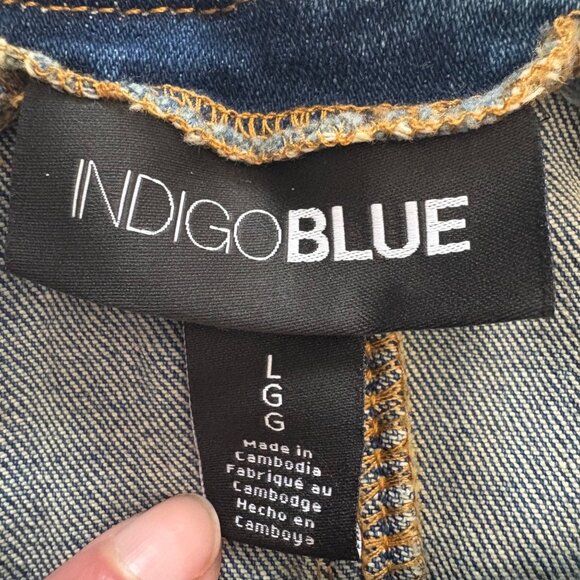 INDIGOBLUE
L
G
G
Made in
Cambodia
Fabriqué au
Cambodge
Hecho en
Camboya